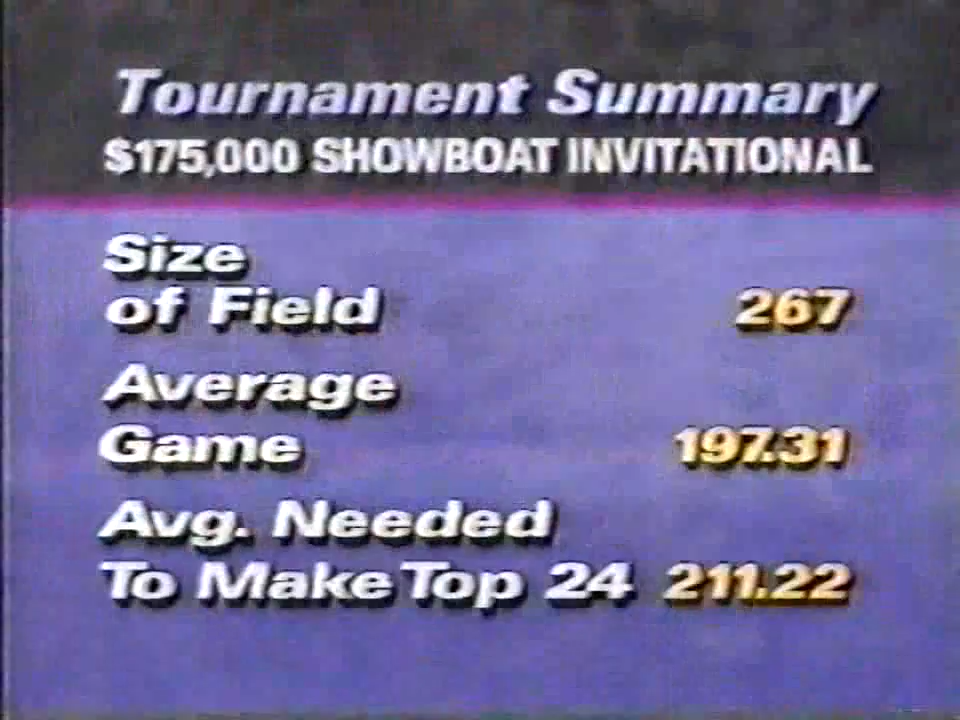 Tournament Summary
$175,000 SHOWBOAT INVITATIONAL
Size
of Field 267
Average
Game 197.31
Avg. Needed
To Make Top 24 211.22